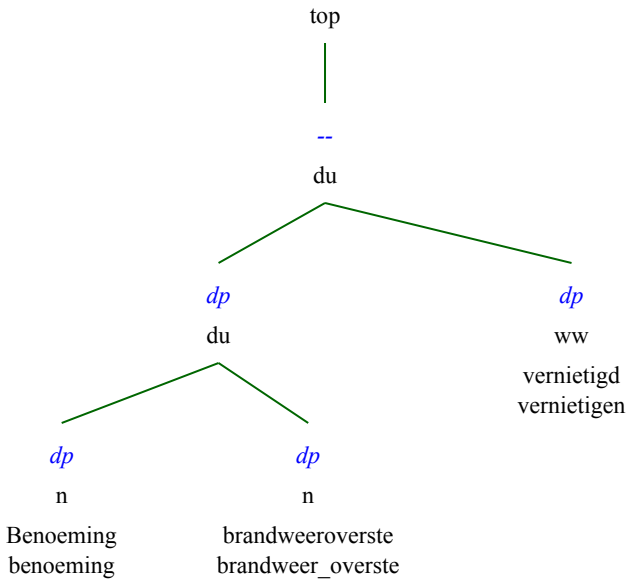 top
--
du
dp dp
du ww
vernietigd
vernietigen
dp dp
n n
Benoeming brandweeroverste
benoeming brandweer_overste